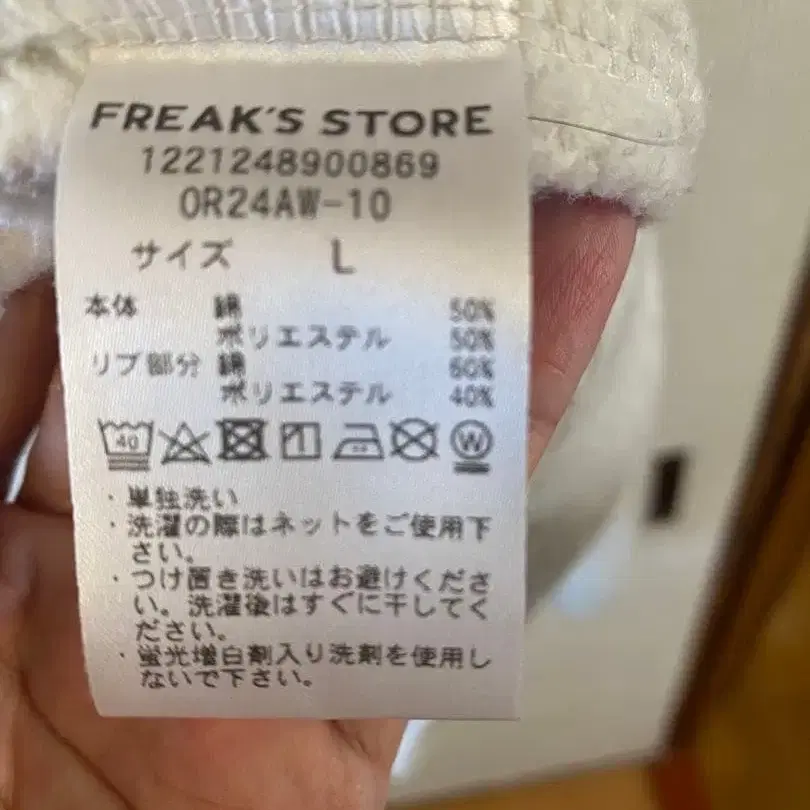 FREAK'S STORE
1221248900869
OR24AW-10
サイズ L
本体 綿 50%
ポリエステル 50%
リブ部分 綿 60%
ポリエステル 40%
40 W
・単独洗い
・洗濯の際はネットをご使用下
さい。
・つけ置き洗いはお避けくださ
い。洗濯後はすぐに干してく
ださい。
・蛍光増白剤入り洗剤を使用し
ないで下さい。